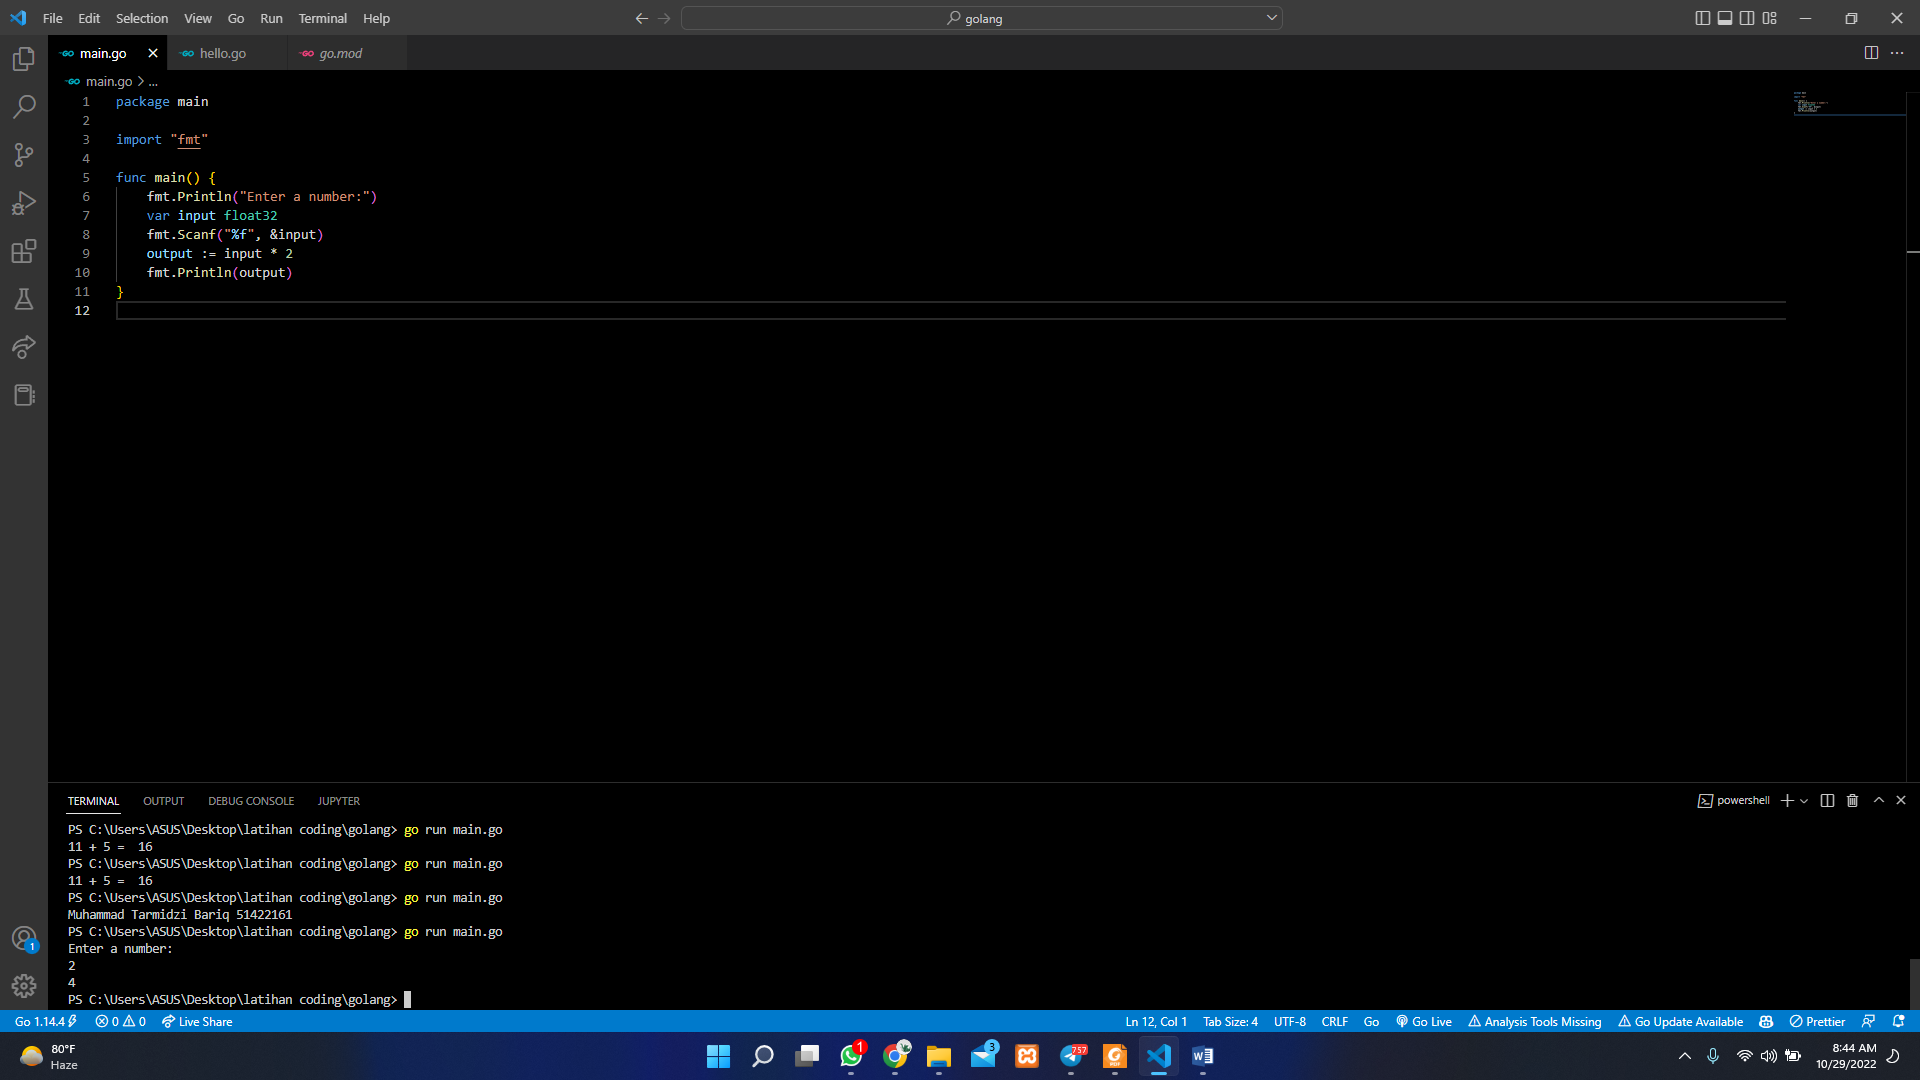 File Edit Selection View Go Run Terminal Help
golang
main.go hello.go go.mod
main.go > ...
1 package main
2
3 import "fmt"
4
5 func main() {
6 fmt.Println("Enter a number:")
7 var input float32
8 fmt.Scanf("%f", &input)
9 output := input * 2
10 fmt.Println(output)
11 }
12
TERMINAL OUTPUT DEBUG CONSOLE JUPYTER
powershell
PS C:\Users\ASUS\Desktop\latihan coding\golang> go run main.go
11 + 5 =  16
PS C:\Users\ASUS\Desktop\latihan coding\golang> go run main.go
11 + 5 =  16
PS C:\Users\ASUS\Desktop\latihan coding\golang> go run main.go
Muhammad Tarmidzi Bariq 51422161
PS C:\Users\ASUS\Desktop\latihan coding\golang> go run main.go
Enter a number:
2
4
PS C:\Users\ASUS\Desktop\latihan coding\golang>
1
Go 1.14.4 0 0 Live Share Ln 12, Col 1 Tab Size: 4 UTF-8 CRLF Go Go Live Analysis Tools Missing Go Update Available Prettier
80°F
Haze
1 3 757
8:44 AM
10/29/2022